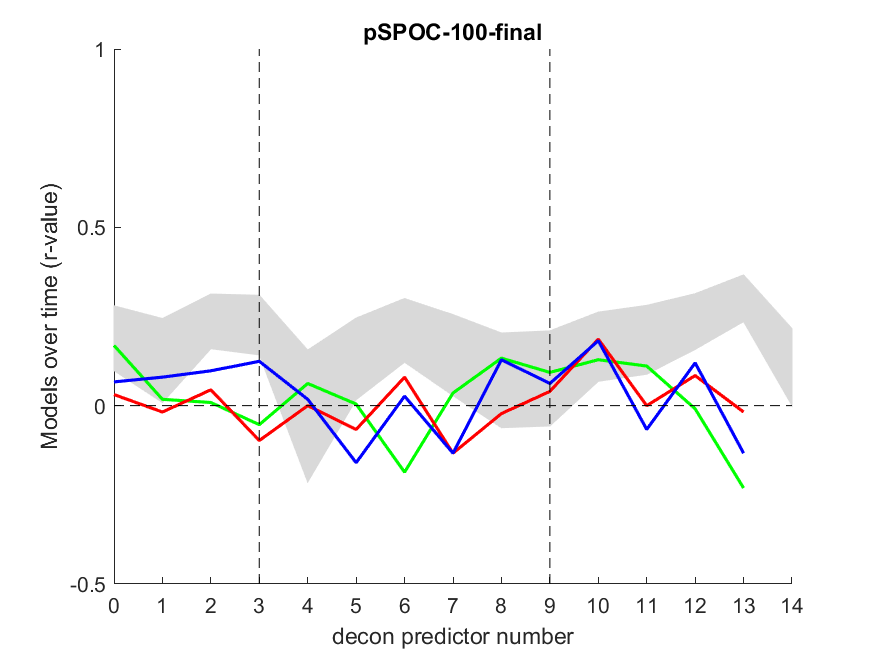 pSPOC-100-final
1
0.5
0
-0.5
Models over time (r-value)
0 1 2 3 4 5 6 7 8 9 10 11 12 13 14
decon predictor number